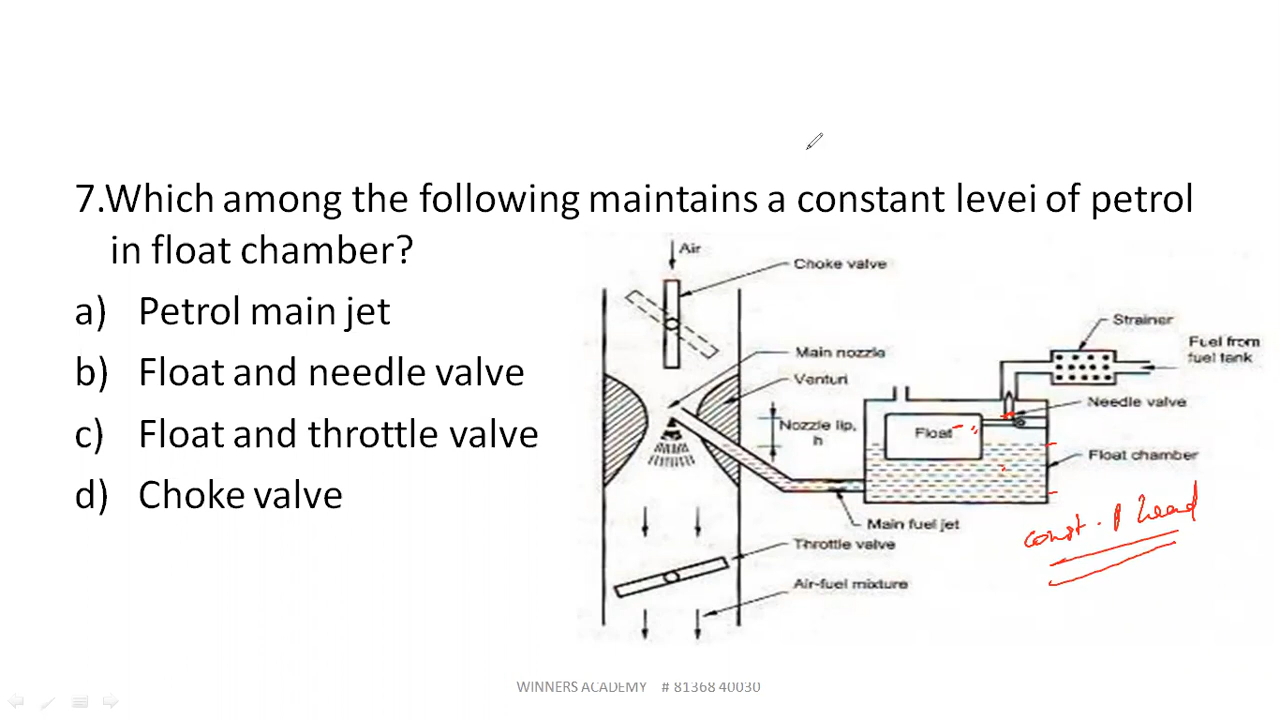 7.Which among the following maintains a constant levei of petrol
in float chamber?
a) Petrol main jet
b) Float and needle valve
c) Float and throttle valve
d) Choke valve
Air
Choke valve
Main nozzle
Venturi
Nozzle lip,
h
Main fuel jet
Throttle valve
Air-fuel mixture
Strainer
Fuel from
fuel tank
Needle valve
Float
Float chamber
const. P head
WINNERS ACADEMY # 81368 40030